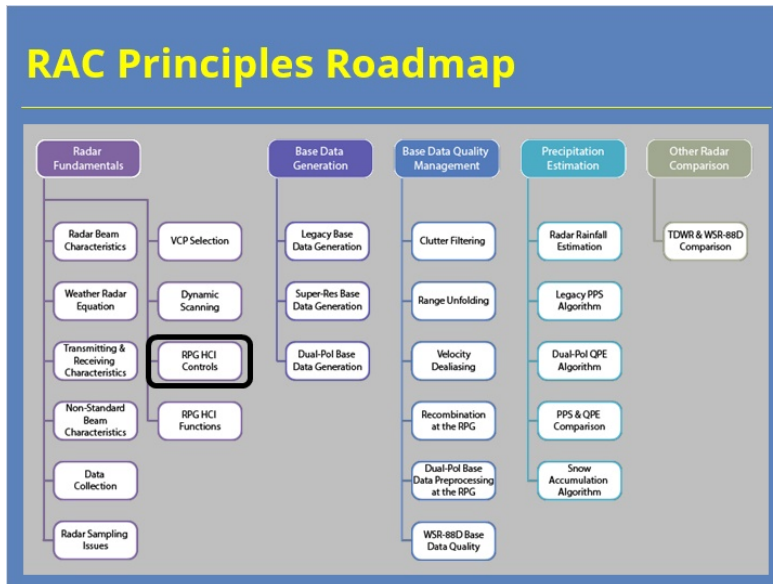 RAC Principles Roadmap
Radar
Fundamentals
Radar Beam
Characteristics
Weather Radar
Equation
Transmitting &
Receiving
Characteristics
Non-Standard
Beam
Characteristics
Data
Collection
Radar Sampling
Issues
VCP Selection
Dynamic
Scanning
RPG HCI
Controls
RPG HCI
Functions
Base Data
Generation
Legacy Base
Data Generation
Super-Res Base
Data Generation
Dual-Pol Base
Data Generation
Base Data Quality
Management
Clutter Filtering
Range Unfolding
Velocity
Dealiasing
Recombination
at the RPG
Dual-Pol Base
Data Preprocessing
at the RPG
WSR-88D Base
Data Quality
Precipitation
Estimation
Radar Rainfall
Estimation
Legacy PPS
Algorithm
Dual-Pol QPE
Algorithm
PPS & QPE
Comparison
Snow
Accumulation
Algorithm
Other Radar
Comparison
TDWR & WSR-88D
Comparison